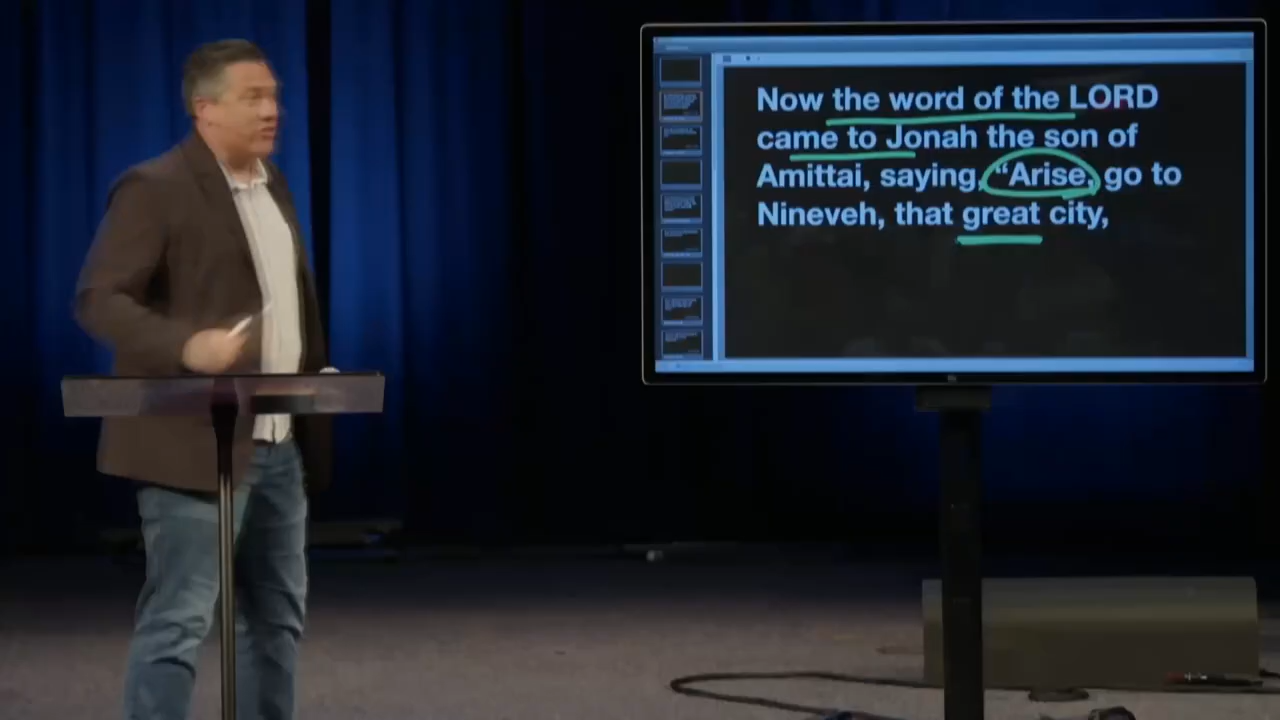 Now the word of the LORD
came to Jonah the son of
Amittai, saying, “Arise, go to
Nineveh, that great city,